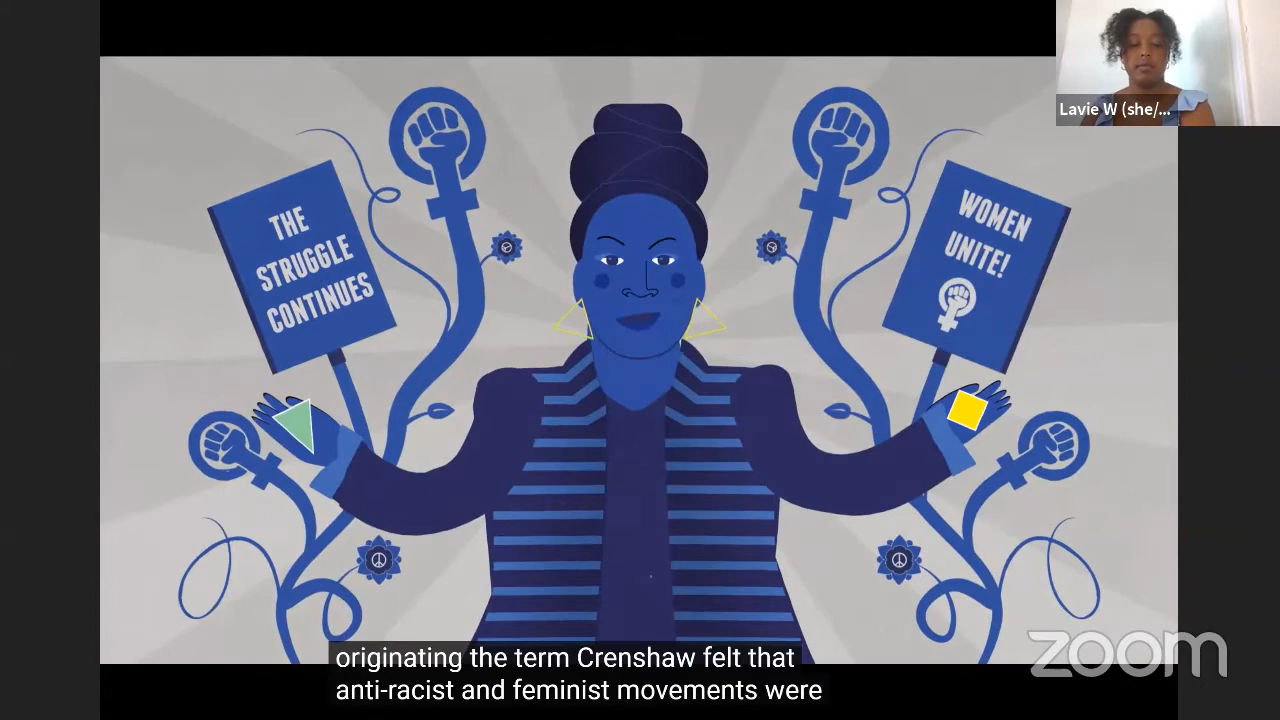 Lavie W (she/...
THE
STRUGGLE
CONTINUES
WOMEN
UNITE!
originating the term Crenshaw felt that
anti-racist and feminist movements were
zoom